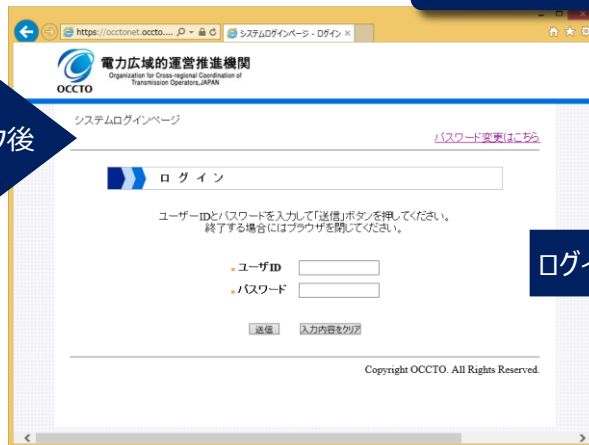 https://occtonet.occto....
システムログインページ - ログイン ×
電力広域的運営推進機関
Organization for Cross-regional Coordination of
Transmission Operators,JAPAN
OCCTO
後
システムログインページ
パスワード変更はこちら
ログイン
ユーザーIDとパスワードを入力して「送信」ボタンを押してください。
終了する場合にはブラウザを閉じてください。
ユーザID
パスワード
ログイ
送信 入力内容をクリア
Copyright OCCTO. All Rights Reserved.